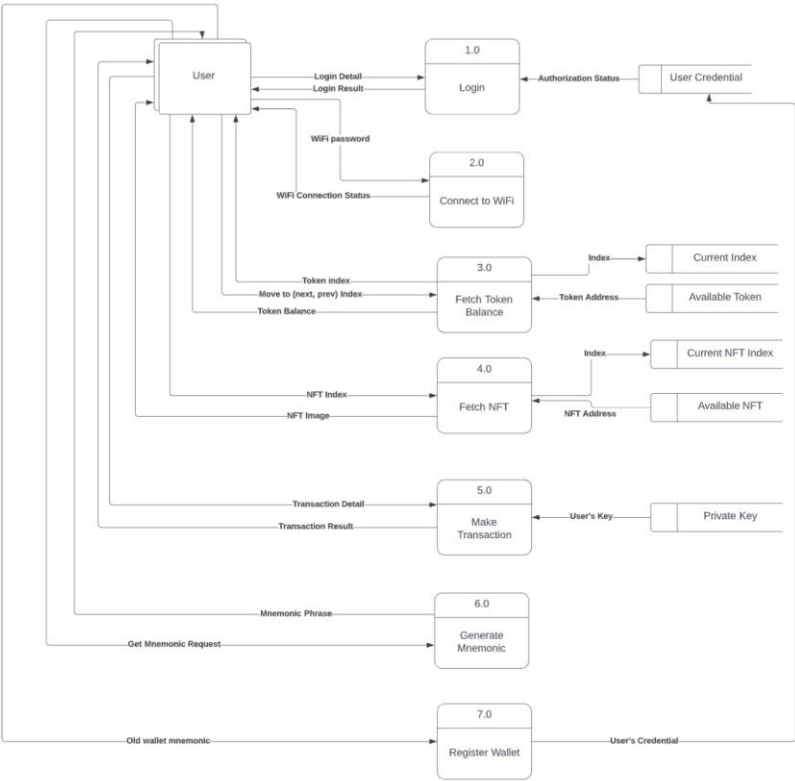 1.0
User
Login Detail
Authorization Status
User Credential
Login Result
Login
WiFi password
2.0
WiFi Connection Status
Connect to WiFi
3.0
Index
Current Index
Token index
Move to (next, prev) Index
Fetch Token
Balance
Token Address
Available Token
Token Balance
4.0
Index
Current NFT Index
NFT Index
Fetch NFT
NFT Address
Available NFT
NFT Image
5.0
Transaction Detail
Make
Transaction
User's Key
Private Key
Transaction Result
6.0
Mnemonic Phrase
Generate
Mnemonic
Get Mnemonic Request
7.0
Old wallet mnemonic
Register Wallet
User's Credential